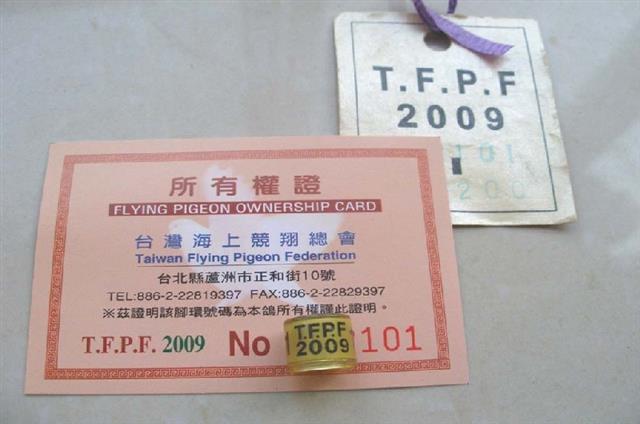 T.F.P.F
2009
101
200
所有權證
FLYING PIGEON OWNERSHIP CARD
台灣海上競翔總會
Taiwan Flying Pigeon Federation
台北縣蘆洲市正和街10號
TEL:886-2-22819397 FAX:886-2-22829397
※茲證明該腳環號碼為本鴿所有權謹此證明。
T.F.P.F. 2009 No 101
T.F.P.F
2009